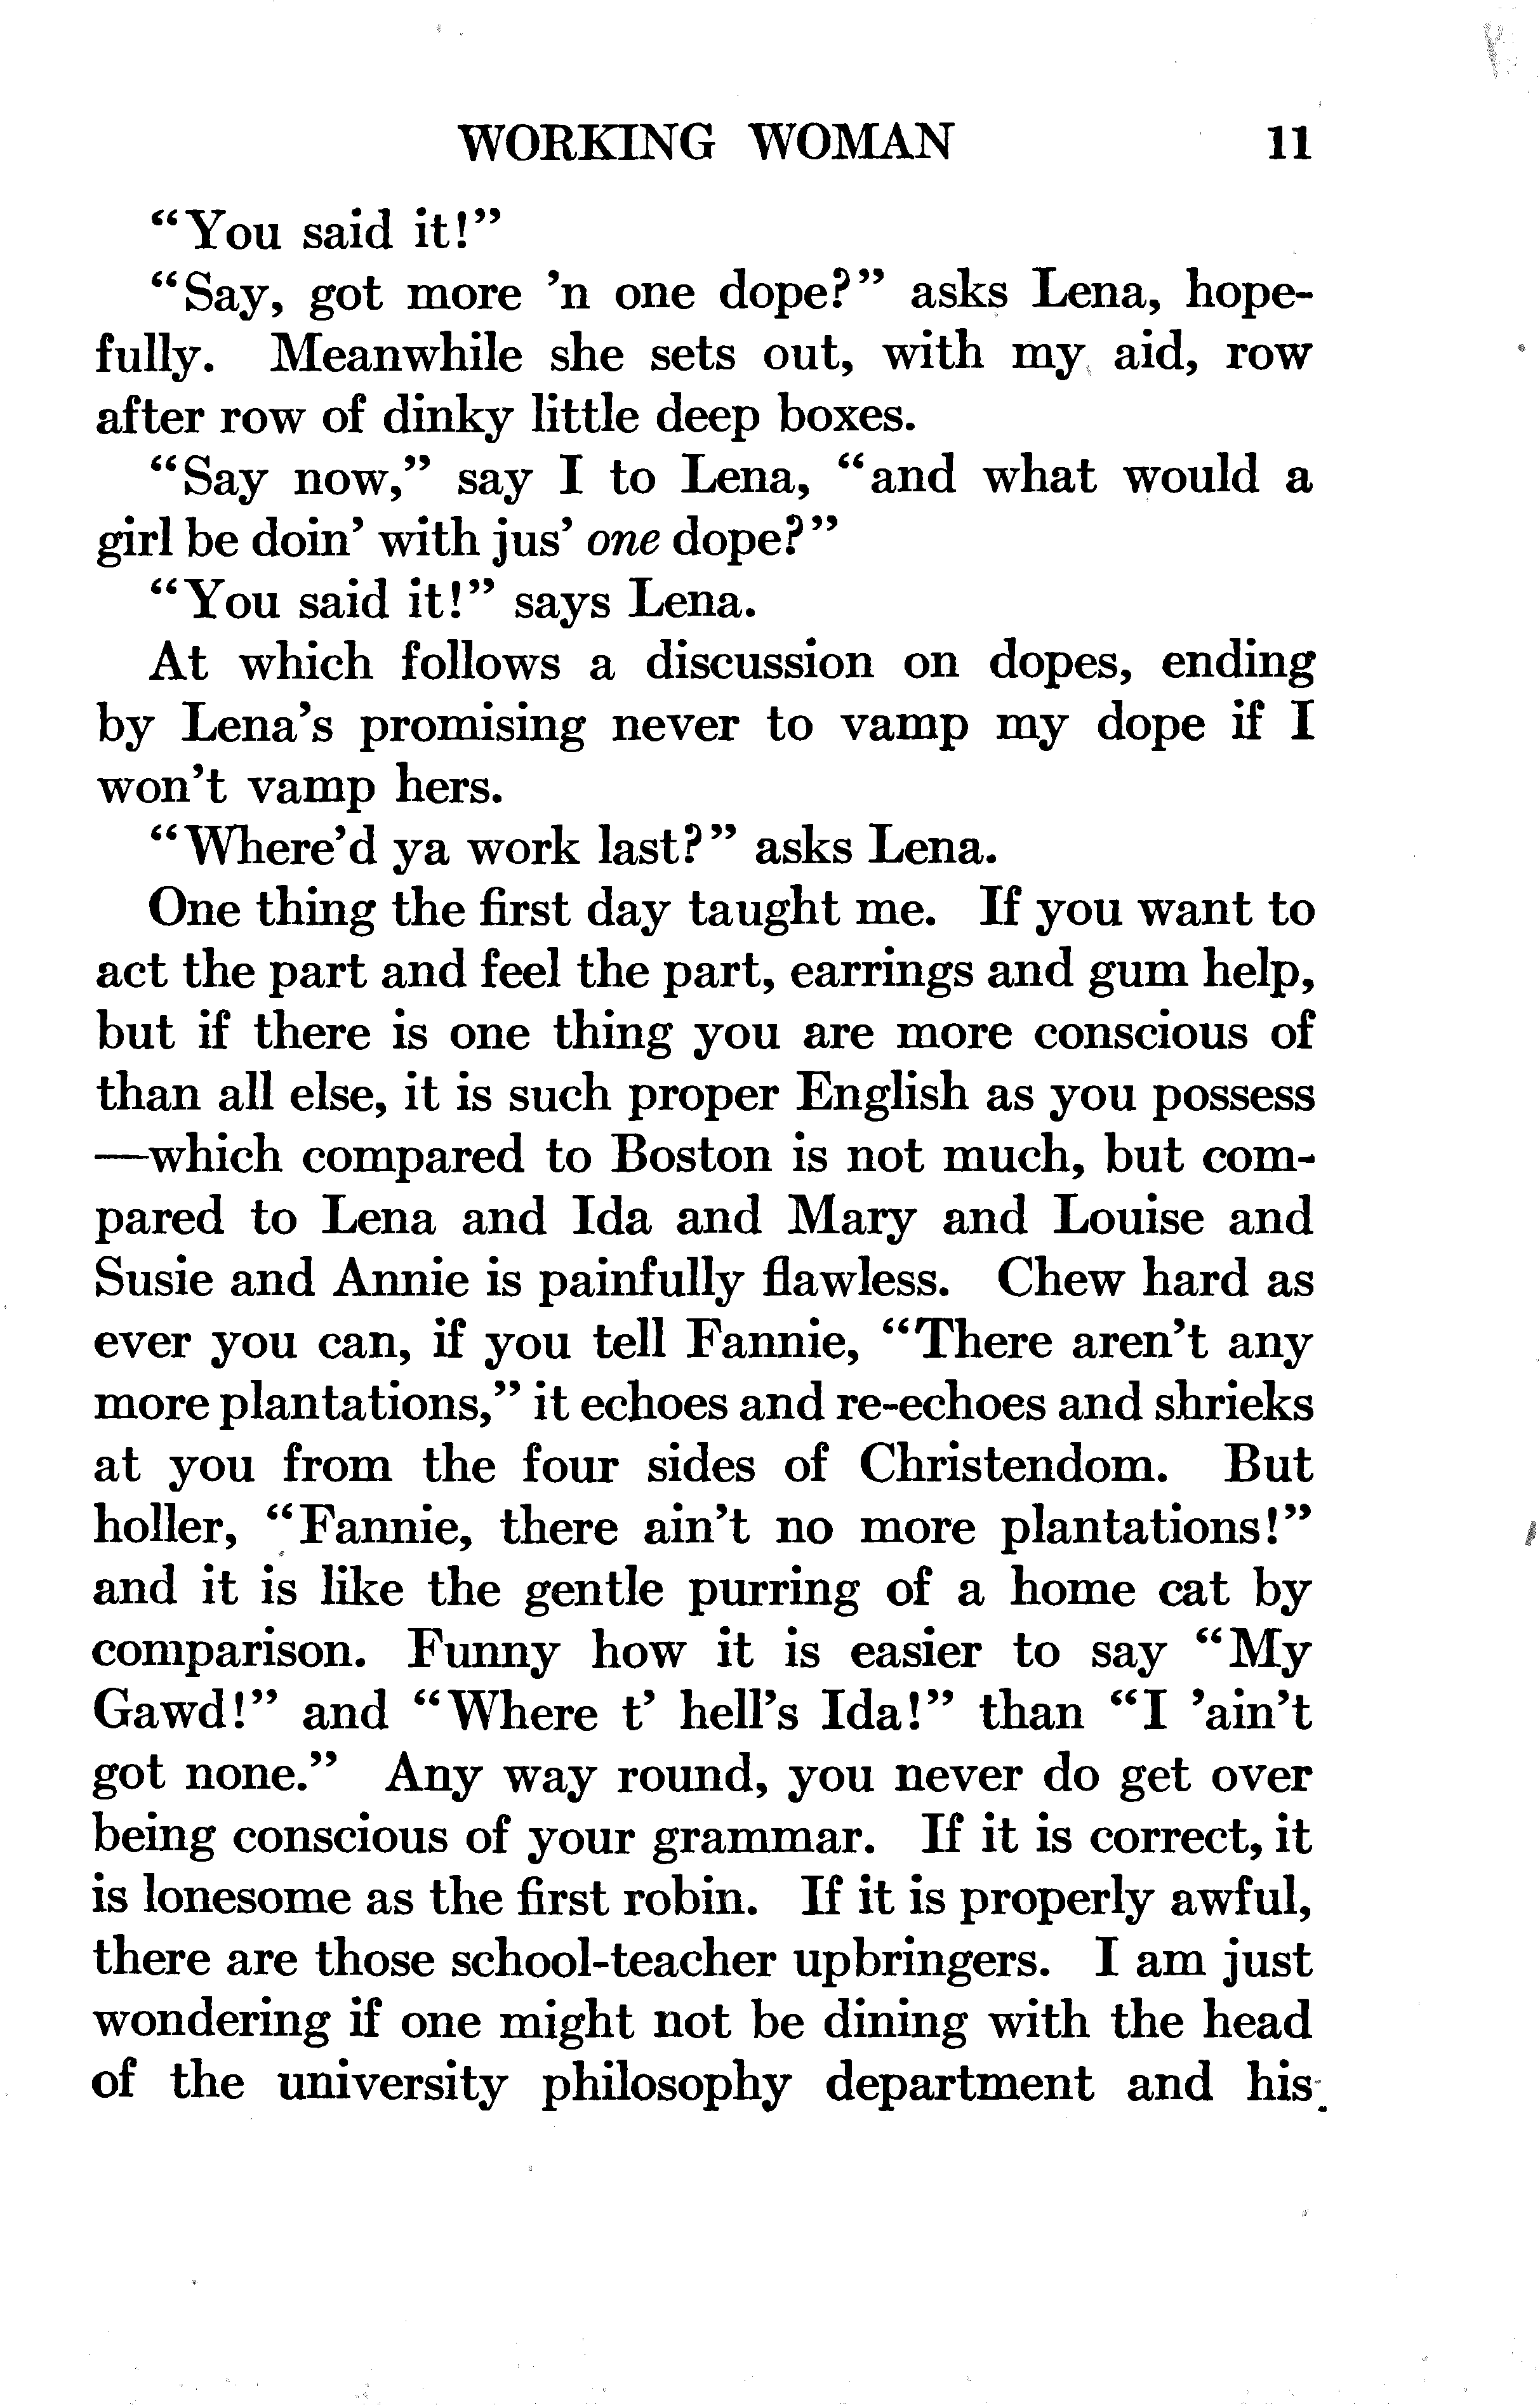 WORKING WOMAN 11
“You said it!”
“Say, got more ’n one dope?” asks Lena, hope-
fully. Meanwhile she sets out, with my aid, row
after row of dinky little deep boxes.
“Say now,” say I to Lena, “and what would a
girl be doin’ with jus’ one dope?”
“You said it!” says Lena.
At which follows a discussion on dopes, ending
by Lena’s promising never to vamp my dope if I
won’t vamp hers.
“Where’d ya work last?” asks Lena.
One thing the first day taught me. If you want to
act the part and feel the part, earrings and gum help,
but if there is one thing you are more conscious of
than all else, it is such proper English as you possess
—which compared to Boston is not much, but com-
pared to Lena and Ida and Mary and Louise and
Susie and Annie is painfully flawless. Chew hard as
ever you can, if you tell Fannie, “There aren’t any
more plantations,” it echoes and re-echoes and shrieks
at you from the four sides of Christendom. But
holler, “Fannie, there ain’t no more plantations!”
and it is like the gentle purring of a home cat by
comparison. Funny how it is easier to say “My
Gawd!” and “Where t’ hell’s Ida!” than “I ’ain’t
got none.” Any way round, you never do get over
being conscious of your grammar. If it is correct, it
is lonesome as the first robin. If it is properly awful,
there are those school-teacher upbringers. I am just
wondering if one might not be dining with the head
of the university philosophy department and his